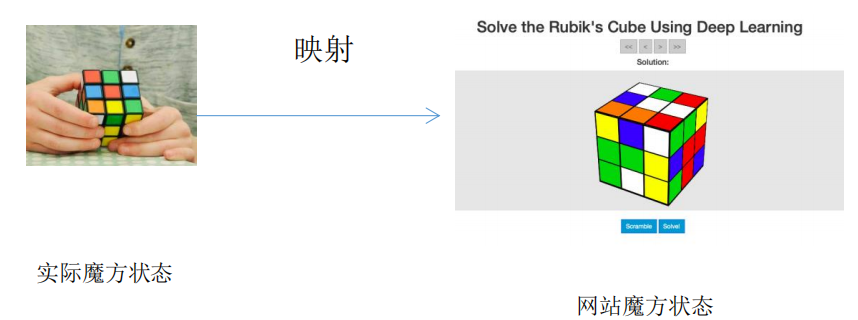 映射
Solve the Rubik's Cube Using Deep Learning
<< < > >>
Solution:
Scramble Solve!
实际魔方状态
网站魔方状态